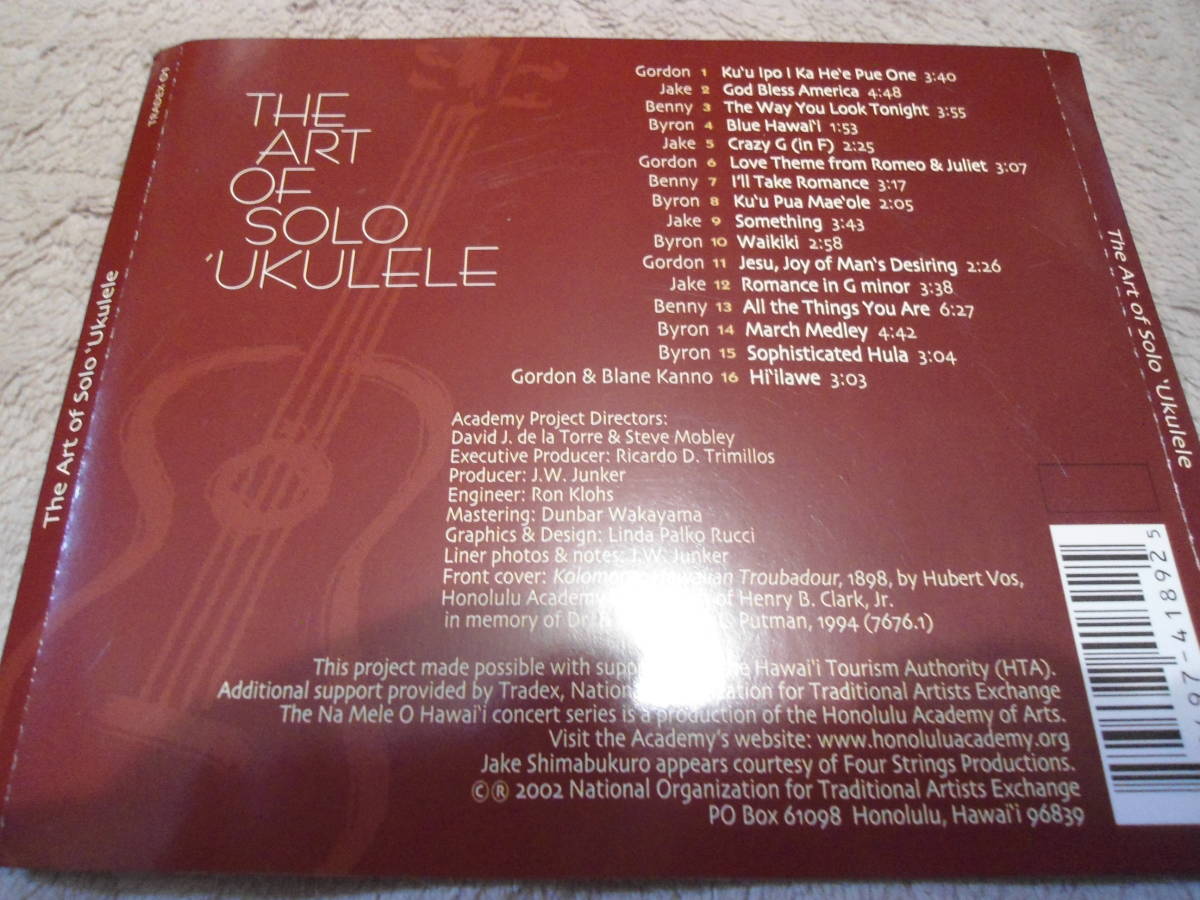 TRADEX 01
The Art of Solo 'Ukulele
THE
ART
OF
SOLO
'UKULELE
Gordon 1 Ku'u Ipo I Ka He'e Pue One 3:40
Jake 2 God Bless America 4:48
Benny 3 The Way You Look Tonight 3:55
Byron 4 Blue Hawai'i 1:53
Jake 5 Crazy G (in F) 2:25
Gordon 6 Love Theme from Romeo & Juliet 3:07
Benny 7 I'll Take Romance 3:17
Byron 8 Ku'u Pua Mae'ole 2:05
Jake 9 Something 3:43
Byron 10 Waikiki 2:58
Gordon 11 Jesu, Joy of Man's Desiring 2:26
Jake 12 Romance in G minor 3:38
Benny 13 All the Things You Are 6:27
Byron 14 March Medley 4:42
Byron 15 Sophisticated Hula 3:04
Gordon & Blane Kanno 16 Hi'ilawe 3:03
Academy Project Directors:
David J. de la Torre & Steve Mobley
Executive Producer: Ricardo D. Trimillos
Producer: J.W. Junker
Engineer: Ron Klohs
Mastering: Dunbar Wakayama
Graphics & Design: Linda Palko Rucci
Liner photos & notes: J.W. Junker
Front cover: Hawaiian Troubadour, 1898, by Hubert Vos,
Honolulu Academy of Henry B. Clark, Jr.
in memory of Dr. Putman, 1994 (7676.1)
This project made possible with Hawai'i Tourism Authority (HTA).
Additional support provided by Tradex, National Organization for Traditional Artists Exchange
The Na Mele O Hawai'i concert series is a production of the Honolulu Academy of Arts.
Visit the Academy's website: www.honoluluacademy.org
Jake Shimabukuro appears courtesy of Four Strings Productions.
©® 2002 National Organization for Traditional Artists Exchange
PO Box 61098 Honolulu, Hawai'i 96839
The Art of Solo 'Ukulele